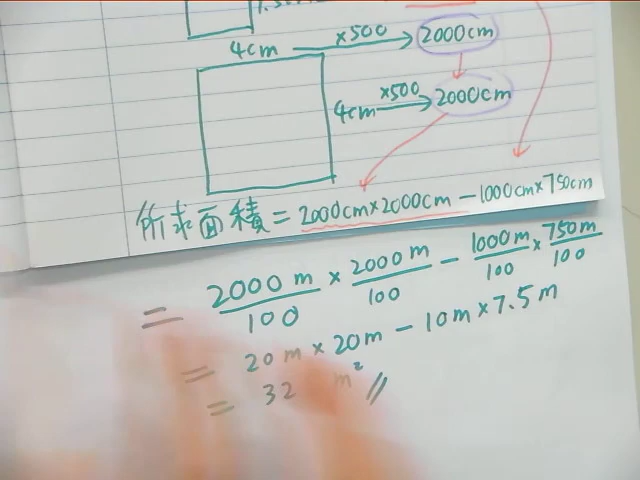 4cm ×500 → 2000cm
4cm ×500 → 2000cm
所求面積 = 2000cm×2000cm − 1000cm×750cm
= 2000m/100 × 2000m/100 − 1000m/100 × 750m/100
= 20m × 20m − 10m × 7.5m
= 32 m²